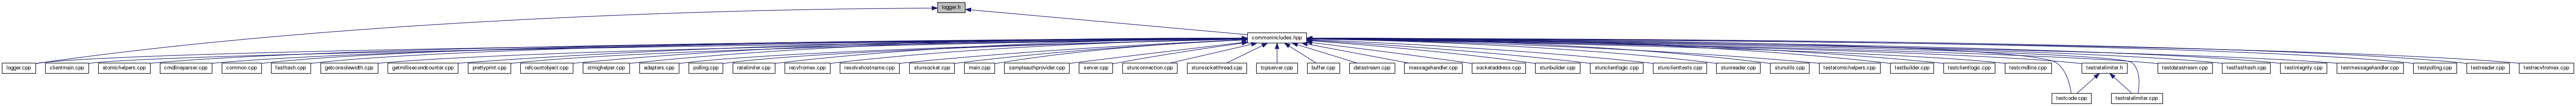 logger.h
commonincludes.hpp
logger.cpp
clientmain.cpp
atomichelpers.cpp
cmdlineparser.cpp
common.cpp
fasthash.cpp
getconsolewidth.cpp
getmillisecondcounter.cpp
prettyprint.cpp
refcountobject.cpp
stringhelper.cpp
adapters.cpp
polling.cpp
ratelimiter.cpp
recvfromex.cpp
resolvehostname.cpp
stunsocket.cpp
main.cpp
sampleauthprovider.cpp
server.cpp
stunconnection.cpp
stunsocketthread.cpp
tcpserver.cpp
buffer.cpp
datastream.cpp
messagehandler.cpp
socketaddress.cpp
stunbuilder.cpp
stunclientlogic.cpp
stunclienttests.cpp
stunreader.cpp
stunutils.cpp
testatomichelpers.cpp
testbuilder.cpp
testclientlogic.cpp
testcmdline.cpp
testratelimiter.h
testdatastream.cpp
testfasthash.cpp
testintegrity.cpp
testmessagehandler.cpp
testpolling.cpp
testreader.cpp
testrecvfromex.cpp
testcode.cpp
testratelimiter.cpp